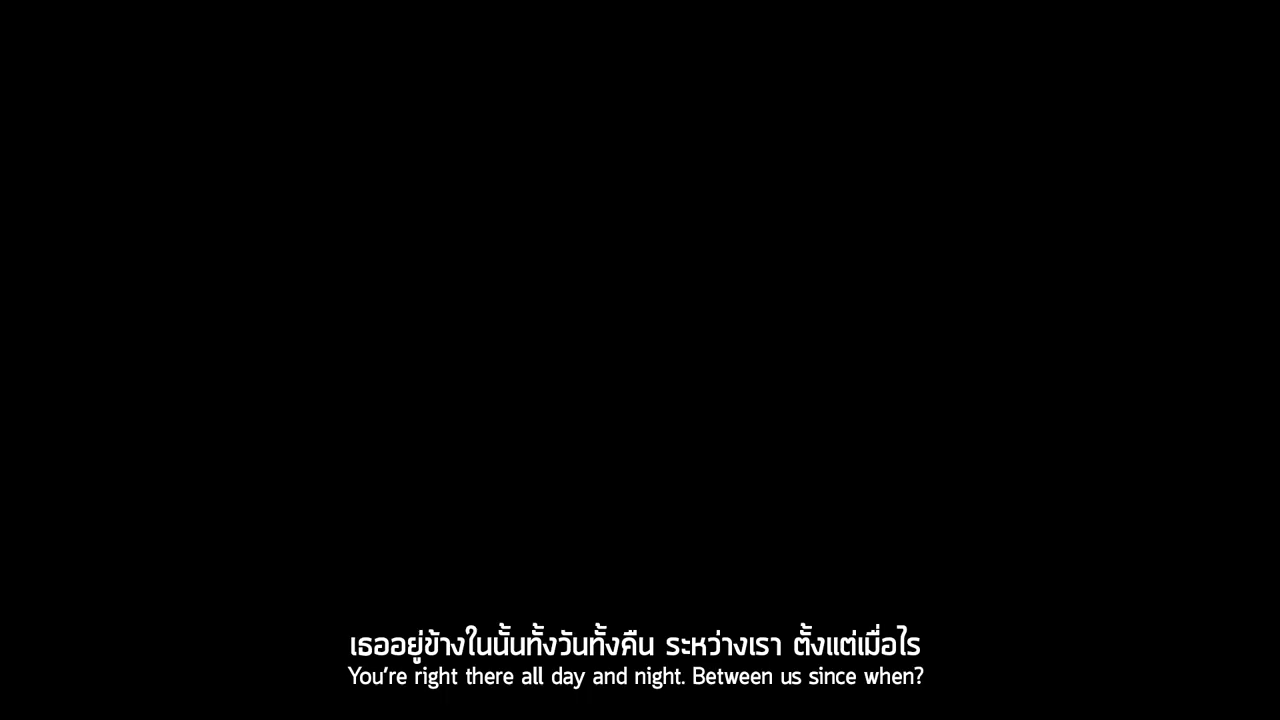 เธออยู่ข้างในนั้นทั้งวันทั้งคืน ระหว่างเรา ตั้งแต่เมื่อไร
You're right there all day and night. Between us since when?